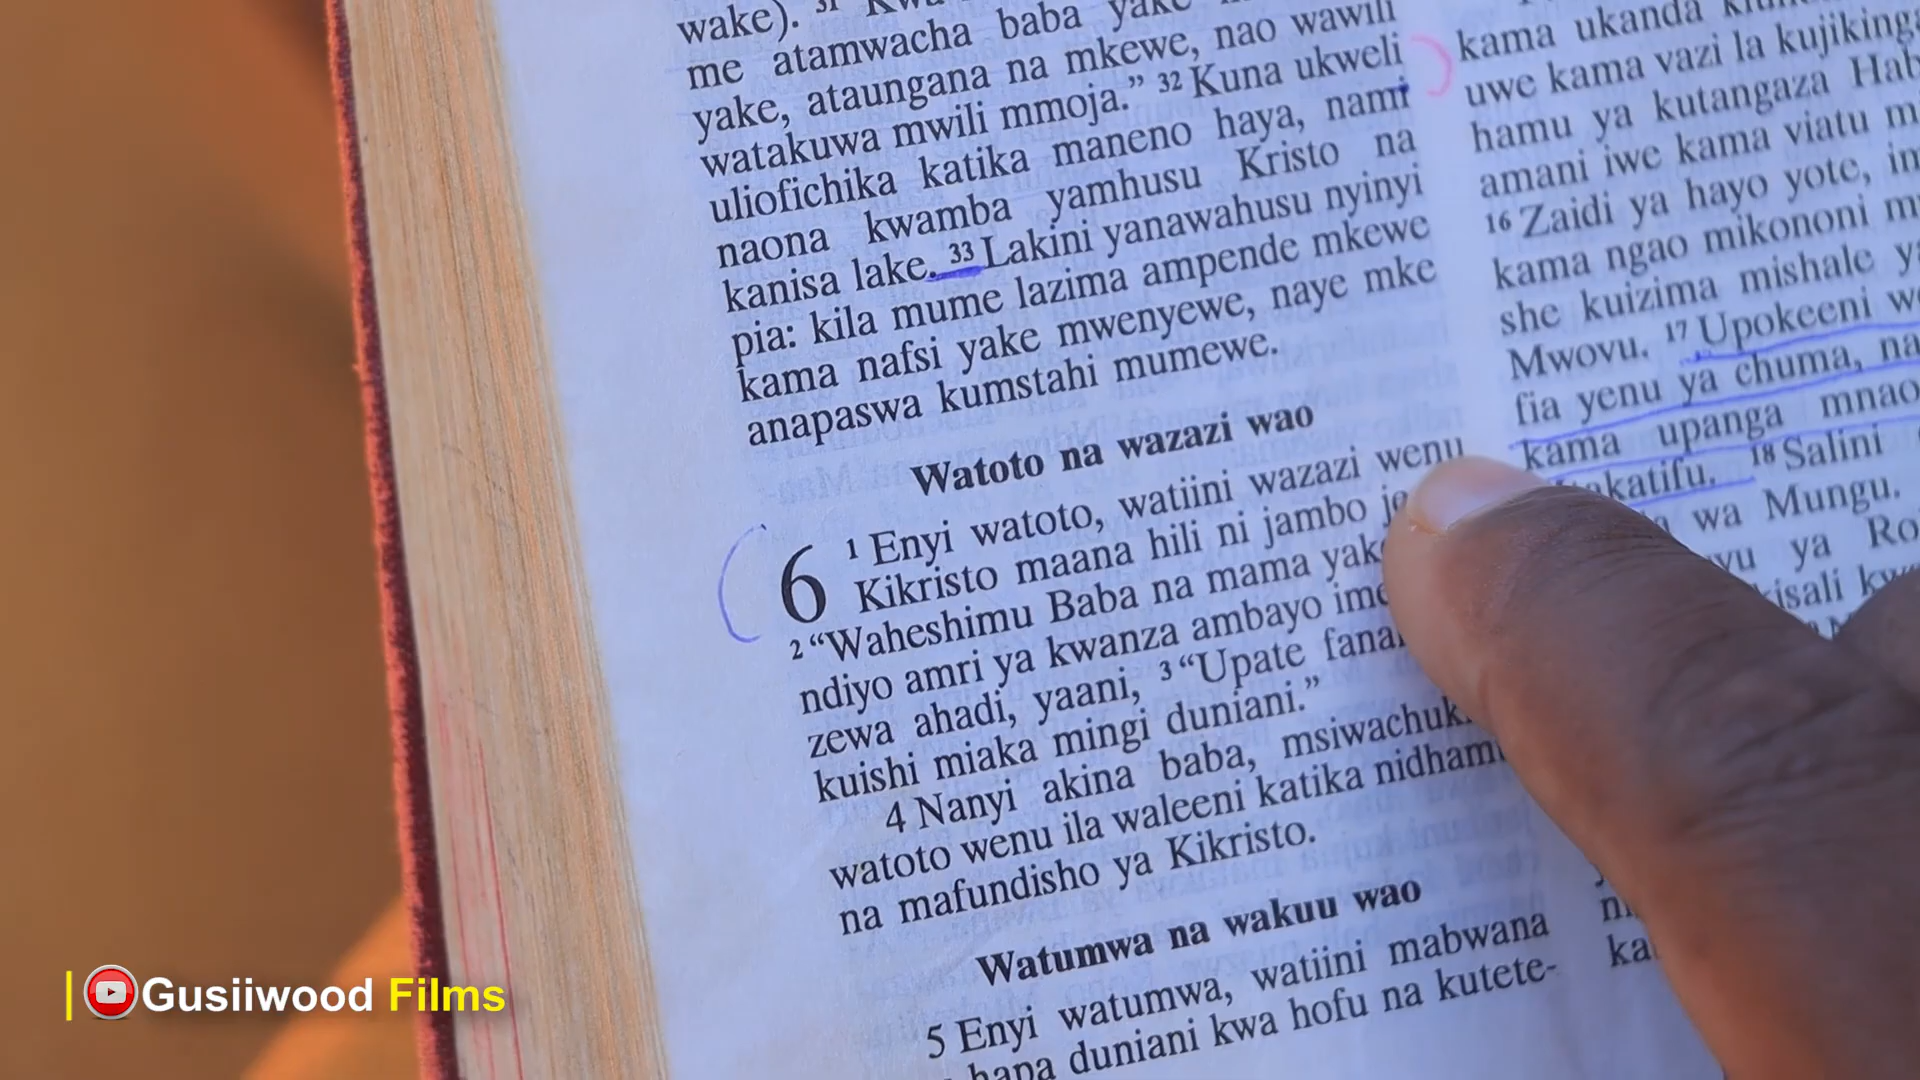 wake). 31
me atamwacha baba yake
yake, ataungana na mkewe, nao wawili
watakuwa mwili mmoja.” 32 Kuna ukweli
uliofichika katika maneno haya, nami
naona kwamba yamhusu Kristo na
kanisa lake. 33 Lakini yanawahusu nyinyi
pia: kila mume lazima ampende mkewe
kama nafsi yake mwenyewe, naye mke
anapaswa kumstahi mumewe.
Watoto na wazazi wao
6 1 Enyi watoto, watiini wazazi wenu
Kikristo maana hili ni jambo
2 “Waheshimu Baba na mama
ndiyo amri ya kwanza ambayo
zewa ahadi, yaani, 3 “Upate
kuishi miaka mingi duniani.”
4 Nanyi akina baba,
watoto wenu ila waleeni katika
na mafundisho ya Kikristo.
Watumwa na wakuu wao
5 Enyi watumwa, watiini mabwana
hapa duniani kwa hofu na kutete-
kama ukanda
uwe kama vazi la
hamu ya kutangaza
amani iwe kama viatu
16 Zaidi ya hayo yote,
kama ngao mikononi
she kuizima mishale
Mwovu. 17 Upokeeni
fia yenu ya chuma, na
kama upanga mnao
18 Salini
wa Mungu.
ya
Gusiiwood Films